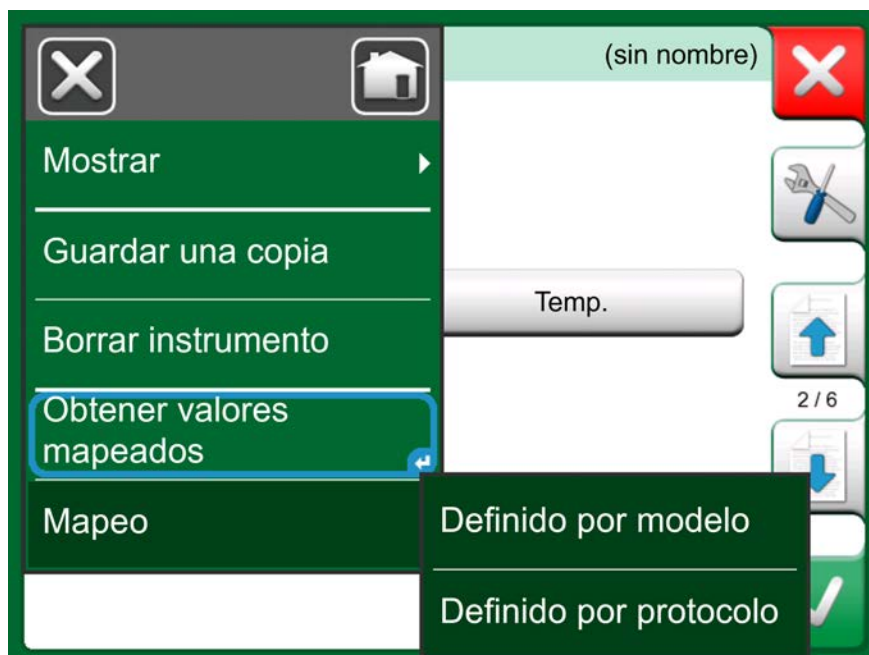 (sin nombre)
Mostrar
Guardar una copia
Temp.
Borrar instrumento
Obtener valores
mapeados
2 / 6
Mapeo
Definido por modelo
Definido por protocolo